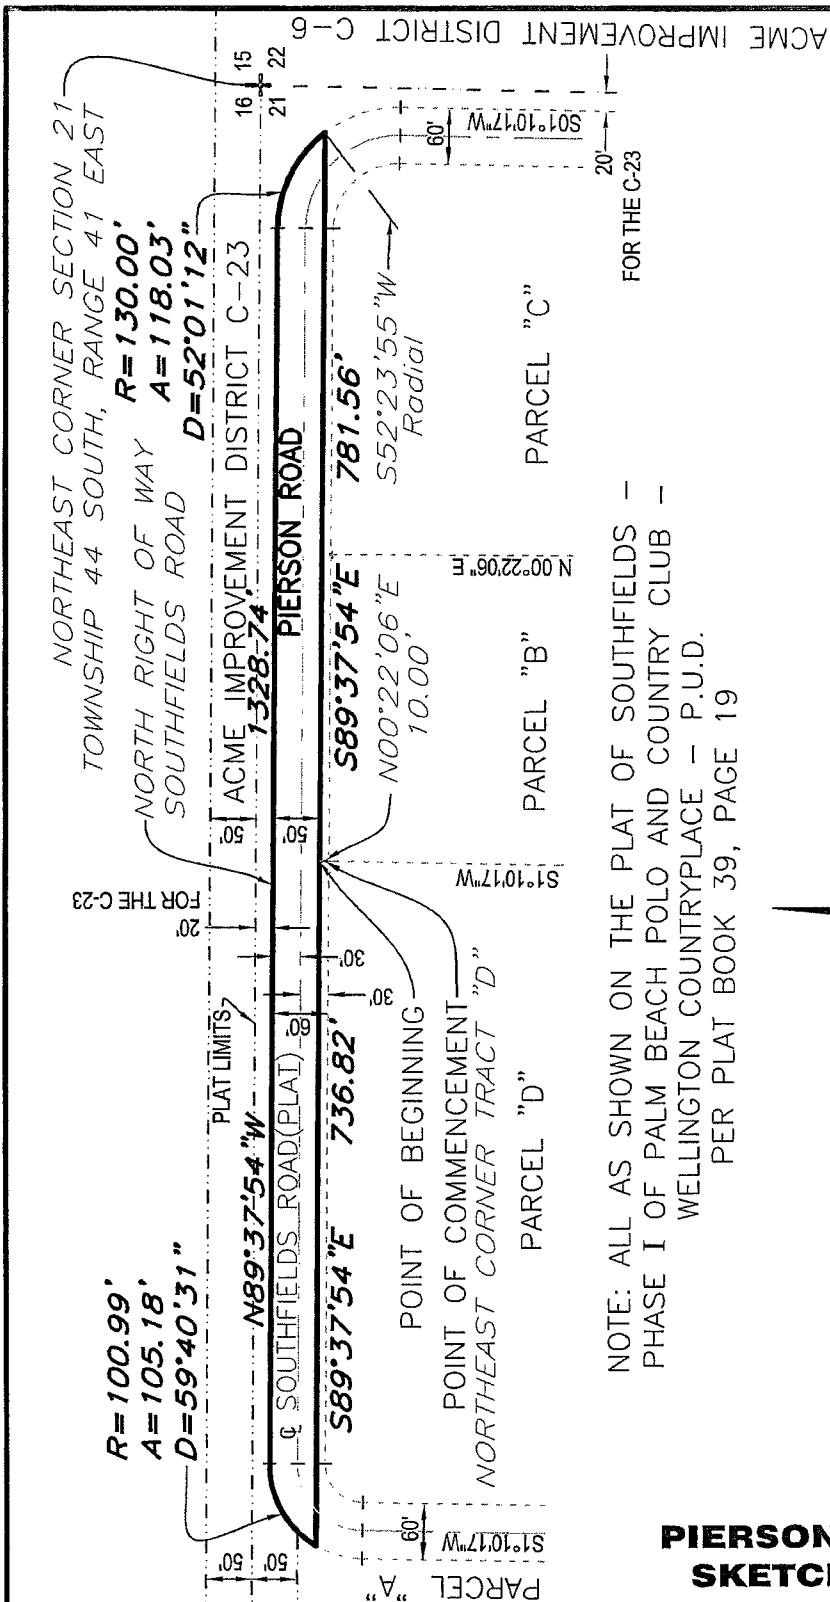 ACME IMPROVEMENT DISTRICT C-6
NORTHEAST CORNER SECTION 21
TOWNSHIP 44 SOUTH, RANGE 41 EAST
16 15
21 22
R=130.00'
A=118.03'
D=52°01'12"
NORTH RIGHT OF WAY
SOUTHFIELDS ROAD
ACME IMPROVEMENT DISTRICT C-23
1328.74'
PIERSON ROAD
50'
50'
FOR THE C-23
20'
30'
30'
60'
PLAT LIMITS
N89°37'54"W
℄ SOUTHFIELDS ROAD(PLAT)
R=100.99'
A=105.18'
D=59°40'31"
50'
50'
S89°37'54"E 736.82'
S89°37'54"E 781.56'
N00°22'06"E
10.00'
S52°23'55"W
Radial
60'
S01°10'17"W
20'
FOR THE C-23
N 00°22'06" E
S1°10'17"W
POINT OF BEGINNING
POINT OF COMMENCEMENT
NORTHEAST CORNER TRACT "D"
PARCEL "D"
PARCEL "B"
PARCEL "C"
60'
S1°10'17"W
PARCEL "A"
NOTE: ALL AS SHOWN ON THE PLAT OF SOUTHFIELDS -
PHASE I OF PALM BEACH POLO AND COUNTRY CLUB -
WELLINGTON COUNTRYPLACE - P.U.D.
PER PLAT BOOK 39, PAGE 19
PIERSON
SKETC